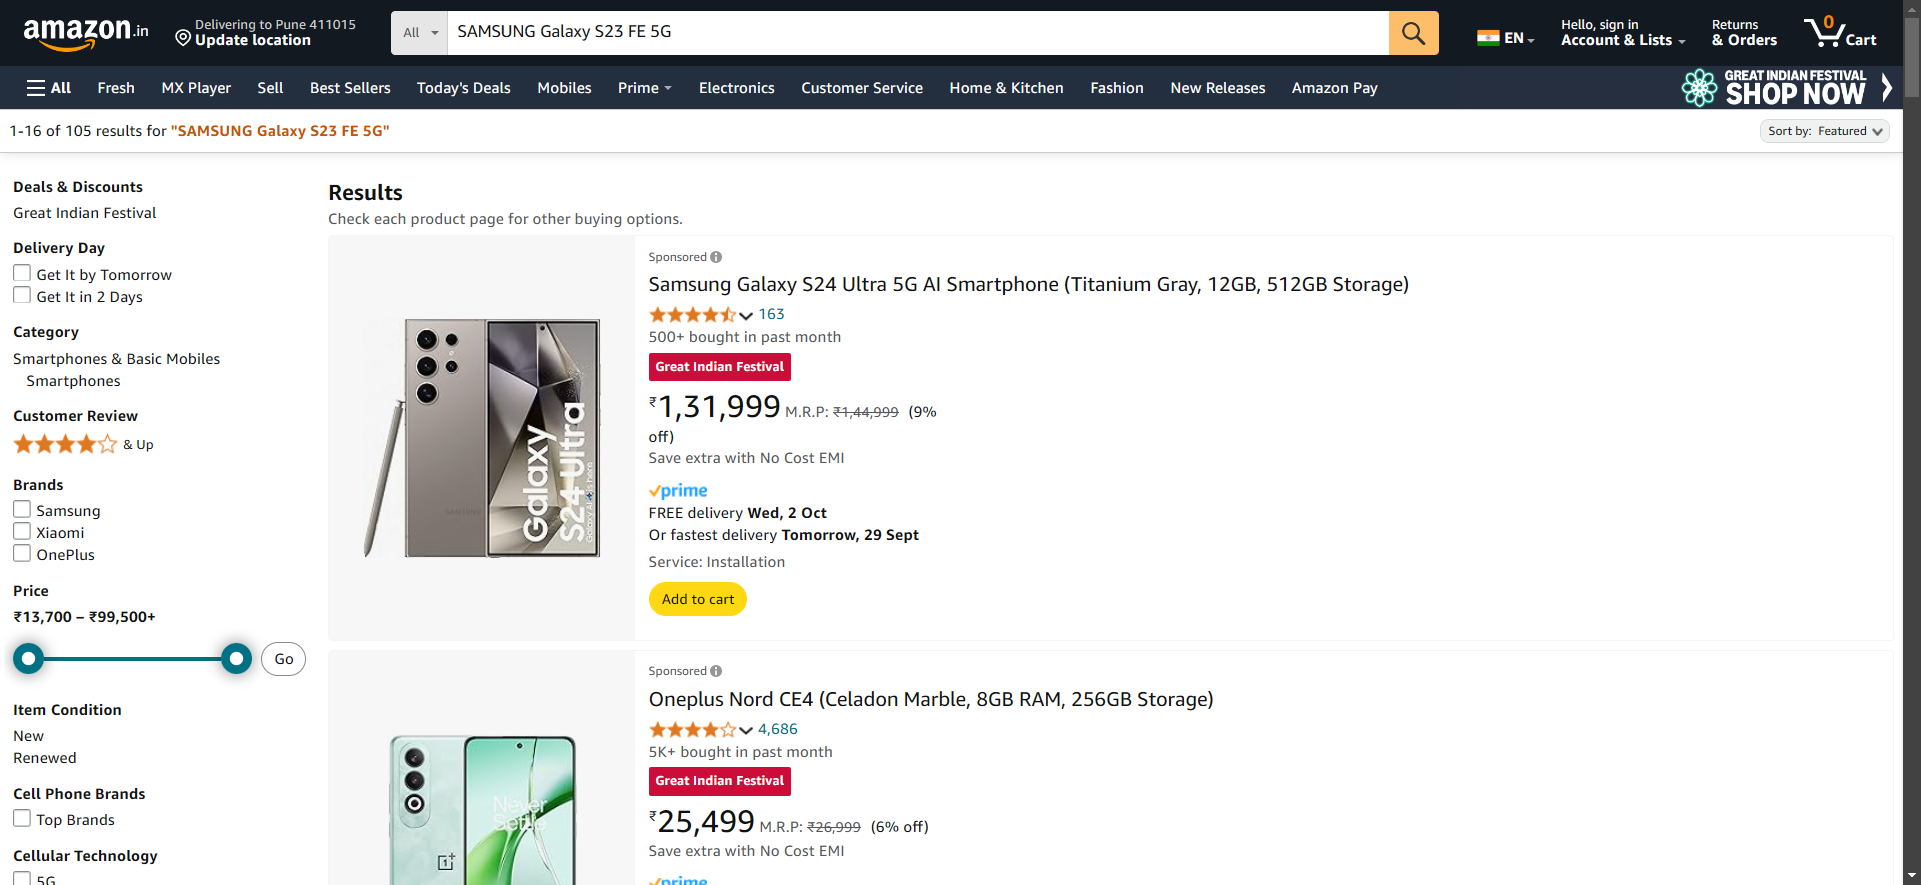 amazon.in
Delivering to Pune 411015
Update location
All
SAMSUNG Galaxy S23 FE 5G
EN
Hello, sign in
Account & Lists
Returns
& Orders
0
Cart
All
Fresh
MX Player
Sell
Best Sellers
Today's Deals
Mobiles
Prime
Electronics
Customer Service
Home & Kitchen
Fashion
New Releases
Amazon Pay
GREAT INDIAN FESTIVAL
SHOP NOW
1-16 of 105 results for "SAMSUNG Galaxy S23 FE 5G"
Sort by: Featured
Deals & Discounts
Great Indian Festival
Delivery Day
Get It by Tomorrow
Get It in 2 Days
Category
Smartphones & Basic Mobiles
Smartphones
Customer Review
& Up
Brands
Samsung
Xiaomi
OnePlus
Price
₹13,700 – ₹99,500+
Go
Item Condition
New
Renewed
Cell Phone Brands
Top Brands
Cellular Technology
5G
Results
Check each product page for other buying options.
Galaxy
S24 Ultra
SAMSUNG
Sponsored
Samsung Galaxy S24 Ultra 5G AI Smartphone (Titanium Gray, 12GB, 512GB Storage)
163
500+ bought in past month
Great Indian Festival
₹1,31,999 M.R.P: ₹1,44,999 (9%
off)
Save extra with No Cost EMI
prime
FREE delivery Wed, 2 Oct
Or fastest delivery Tomorrow, 29 Sept
Service: Installation
Add to cart
Never
Settle
Sponsored
Oneplus Nord CE4 (Celadon Marble, 8GB RAM, 256GB Storage)
4,686
5K+ bought in past month
Great Indian Festival
₹25,499 M.R.P: ₹26,999 (6% off)
Save extra with No Cost EMI
prime